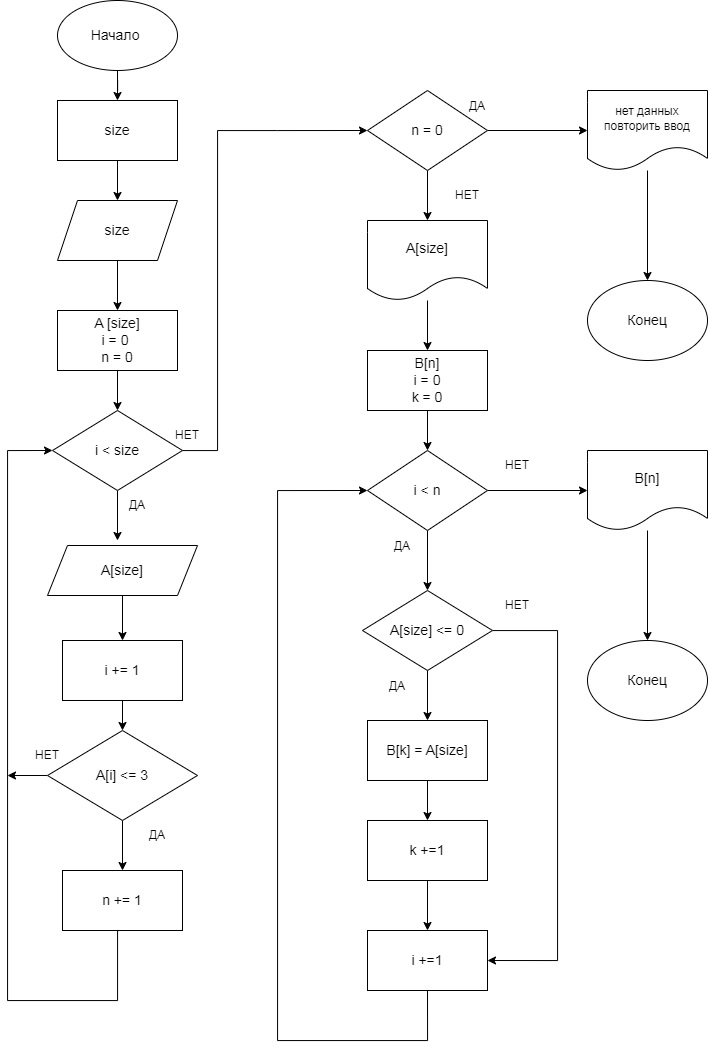 Начало
size
size
A [size]
i = 0
n = 0
i < size
НЕТ
ДА
A[size]
i += 1
A[i] <= 3
НЕТ
ДА
n += 1
n = 0
ДА
НЕТ
нет данных
повторить ввод
Конец
A[size]
B[n]
i = 0
k = 0
i < n
НЕТ
ДА
B[n]
Конец
A[size] <= 0
НЕТ
ДА
B[k] = A[size]
k +=1
i +=1